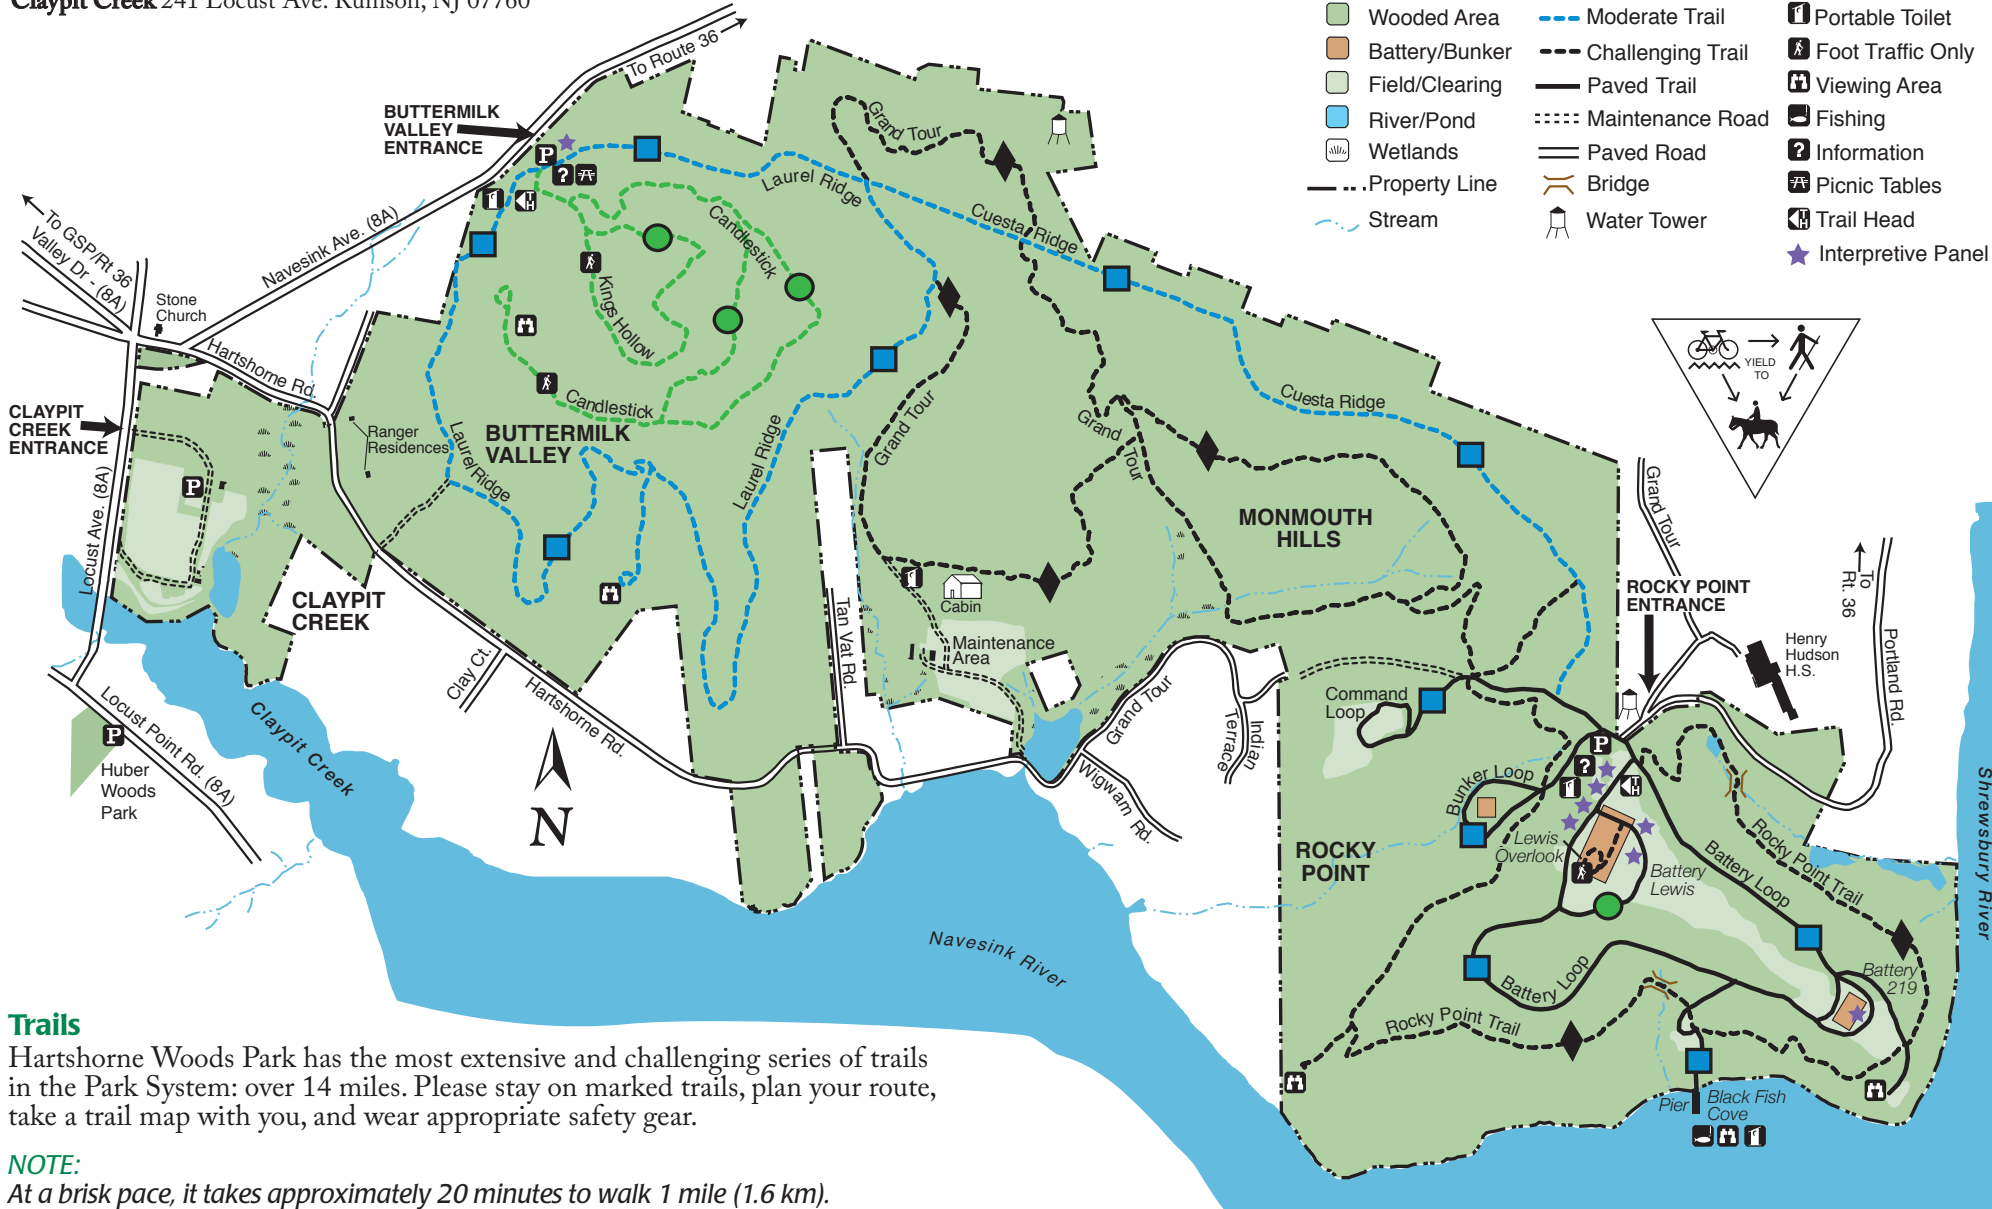 Claypit Creek 241 Locust Ave. Rumson, NJ 07760
Wooded Area
Battery/Bunker
Field/Clearing
River/Pond
Wetlands
Property Line
Stream
Moderate Trail
Challenging Trail
Paved Trail
Maintenance Road
Paved Road
Bridge
Water Tower
Portable Toilet
Foot Traffic Only
Viewing Area
Fishing
Information
Picnic Tables
Trail Head
Interpretive Panel
YIELD
TO
To Route 36
BUTTERMILK
VALLEY
ENTRANCE
To GSP/Rt 36
Valley Dr - (8A)
Navesink Ave. (8A)
Stone
Church
Hartshorne Rd.
CLAYPIT
CREEK
ENTRANCE
Ranger
Residences
Locust Ave. (8A)
Laurel Ridge
Cuesta Ridge
Grand Tour
Candlestick
Kings Hollow
Candlestick
Laurel Ridge
BUTTERMILK
VALLEY
Laurel Ridge
Grand Tour
Cuesta Ridge
Grand
Tour
MONMOUTH
HILLS
Grand Tour
ROCKY POINT
ENTRANCE
To
Rt. 36
Portland Rd.
Henry
Hudson
H.S.
CLAYPIT
CREEK
Clay Ct.
Hartshorne Rd.
Tan Vat Rd.
Cabin
Maintenance
Area
Grand Tour
Wigwam Rd.
Indian
Terrace
Command
Loop
Bunker Loop
Lewis
Overlook
Battery
Lewis
Battery Loop
Rocky Point Trail
ROCKY
POINT
Battery Loop
Rocky Point Trail
Battery
219
Pier
Black Fish
Cove
Shrewsbury River
Navesink River
Claypit Creek
Locust Point Rd. (8A)
Huber
Woods
Park
N
P
P
P
P
?
?
Trails
Hartshorne Woods Park has the most extensive and challenging series of trails
in the Park System: over 14 miles. Please stay on marked trails, plan your route,
take a trail map with you, and wear appropriate safety gear.
NOTE:
At a brisk pace, it takes approximately 20 minutes to walk 1 mile (1.6 km).